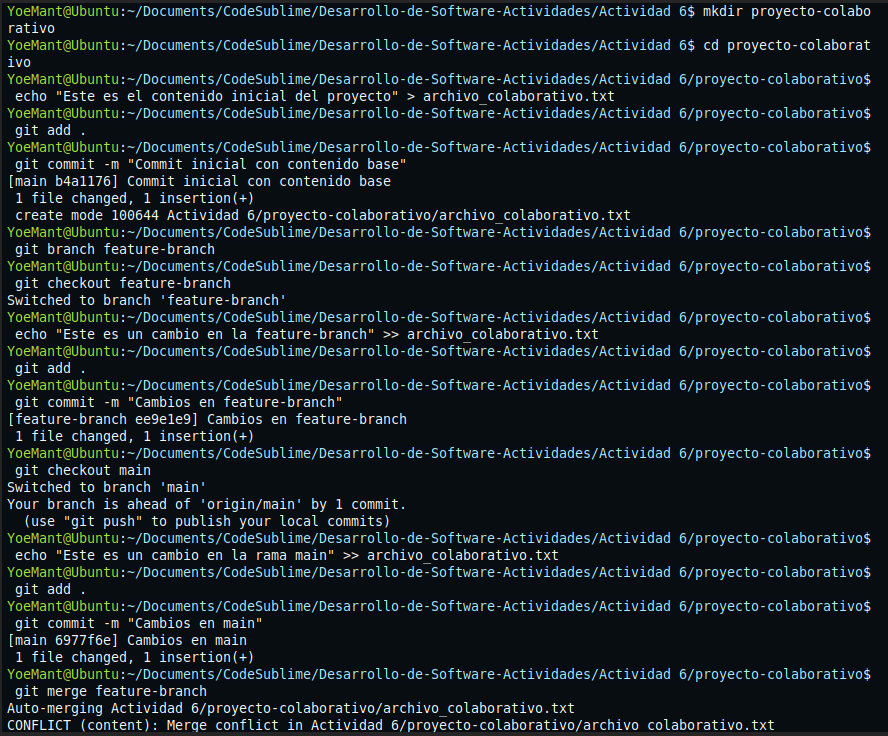 YoeMant@Ubuntu:~/Documents/CodeSublime/Desarrollo-de-Software-Actividades/Actividad 6$ mkdir proyecto-colabo
rativo
YoeMant@Ubuntu:~/Documents/CodeSublime/Desarrollo-de-Software-Actividades/Actividad 6$ cd proyecto-colaborat
ivo
YoeMant@Ubuntu:~/Documents/CodeSublime/Desarrollo-de-Software-Actividades/Actividad 6/proyecto-colaborativo$
 echo "Este es el contenido inicial del proyecto" > archivo_colaborativo.txt
YoeMant@Ubuntu:~/Documents/CodeSublime/Desarrollo-de-Software-Actividades/Actividad 6/proyecto-colaborativo$
 git add .
YoeMant@Ubuntu:~/Documents/CodeSublime/Desarrollo-de-Software-Actividades/Actividad 6/proyecto-colaborativo$
 git commit -m "Commit inicial con contenido base"
[main b4a1176] Commit inicial con contenido base
 1 file changed, 1 insertion(+)
 create mode 100644 Actividad 6/proyecto-colaborativo/archivo_colaborativo.txt
YoeMant@Ubuntu:~/Documents/CodeSublime/Desarrollo-de-Software-Actividades/Actividad 6/proyecto-colaborativo$
 git branch feature-branch
YoeMant@Ubuntu:~/Documents/CodeSublime/Desarrollo-de-Software-Actividades/Actividad 6/proyecto-colaborativo$
 git checkout feature-branch
Switched to branch 'feature-branch'
YoeMant@Ubuntu:~/Documents/CodeSublime/Desarrollo-de-Software-Actividades/Actividad 6/proyecto-colaborativo$
 echo "Este es un cambio en la feature-branch" >> archivo_colaborativo.txt
YoeMant@Ubuntu:~/Documents/CodeSublime/Desarrollo-de-Software-Actividades/Actividad 6/proyecto-colaborativo$
 git add .
YoeMant@Ubuntu:~/Documents/CodeSublime/Desarrollo-de-Software-Actividades/Actividad 6/proyecto-colaborativo$
 git commit -m "Cambios en feature-branch"
[feature-branch ee9e1e9] Cambios en feature-branch
 1 file changed, 1 insertion(+)
YoeMant@Ubuntu:~/Documents/CodeSublime/Desarrollo-de-Software-Actividades/Actividad 6/proyecto-colaborativo$
 git checkout main
Switched to branch 'main'
Your branch is ahead of 'origin/main' by 1 commit.
  (use "git push" to publish your local commits)
YoeMant@Ubuntu:~/Documents/CodeSublime/Desarrollo-de-Software-Actividades/Actividad 6/proyecto-colaborativo$
 echo "Este es un cambio en la rama main" >> archivo_colaborativo.txt
YoeMant@Ubuntu:~/Documents/CodeSublime/Desarrollo-de-Software-Actividades/Actividad 6/proyecto-colaborativo$
 git add .
YoeMant@Ubuntu:~/Documents/CodeSublime/Desarrollo-de-Software-Actividades/Actividad 6/proyecto-colaborativo$
 git commit -m "Cambios en main"
[main 6977f6e] Cambios en main
 1 file changed, 1 insertion(+)
YoeMant@Ubuntu:~/Documents/CodeSublime/Desarrollo-de-Software-Actividades/Actividad 6/proyecto-colaborativo$
 git merge feature-branch
Auto-merging Actividad 6/proyecto-colaborativo/archivo_colaborativo.txt
CONFLICT (content): Merge conflict in Actividad 6/proyecto-colaborativo/archivo_colaborativo.txt